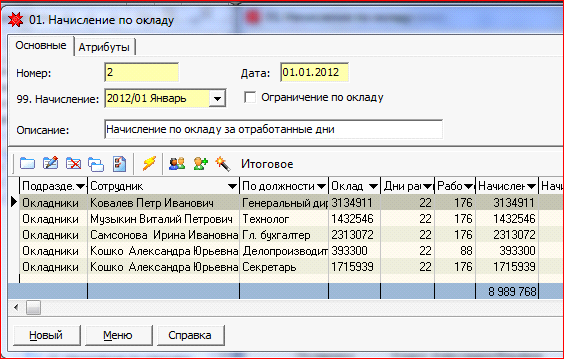 01. Начисление по окладу
Основные Атрибуты
Номер: 2 Дата: 01.01.2012
99. Начисление: 2012/01 Январь Ограничение по окладу
Описание: Начисление по окладу за отработанные дни
Итоговое
Подразде. Сотрудник По должности Оклад Дни ра Рабо Начислен Начи
Окладники Ковалев Петр Иванович Генеральный дир 3134911 22 176 3134911
Окладники Музыкин Виталий Петрович Технолог 1432546 22 176 1432546
Окладники Самсонова Ирина Ивановна Гл. бухгалтер 2313072 22 176 2313072
Окладники Кошко Александра Юрьевна Делопроизводит 393300 22 88 393300
Окладники Кошко Александра Юрьевна Секретарь 1715939 22 176 1715939
8 989 768
Новый Меню Справка